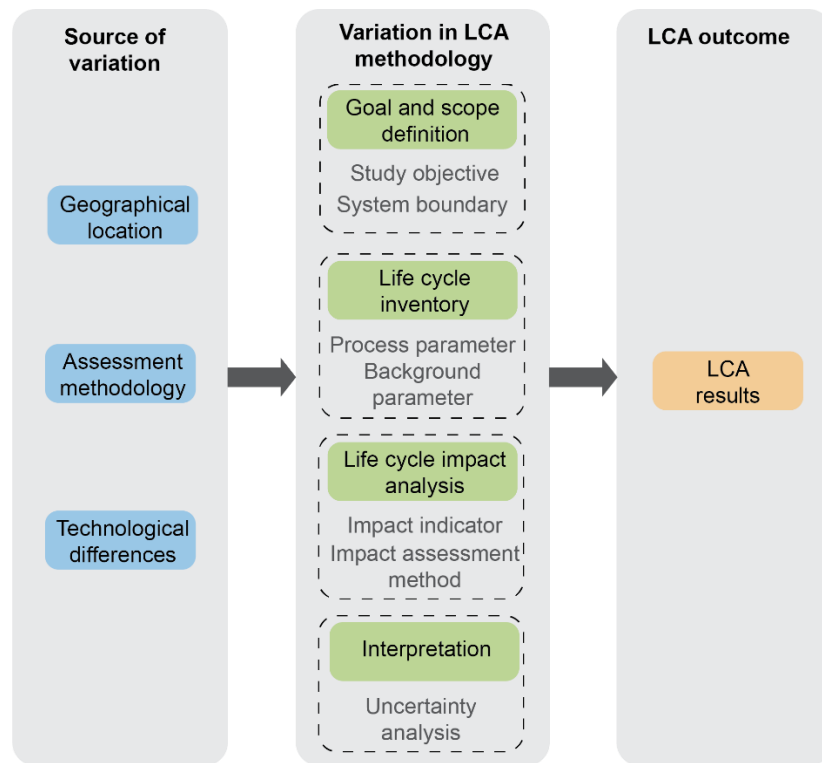 Source of
variation
Geographical
location
Assessment
methodology
Technological
differences
Variation in LCA
methodology
Goal and scope
definition
Study objective
System boundary
Life cycle
inventory
Process parameter
Background
parameter
Life cycle impact
analysis
Impact indicator
Impact assessment
method
Interpretation
Uncertainty
analysis
LCA outcome
LCA
results